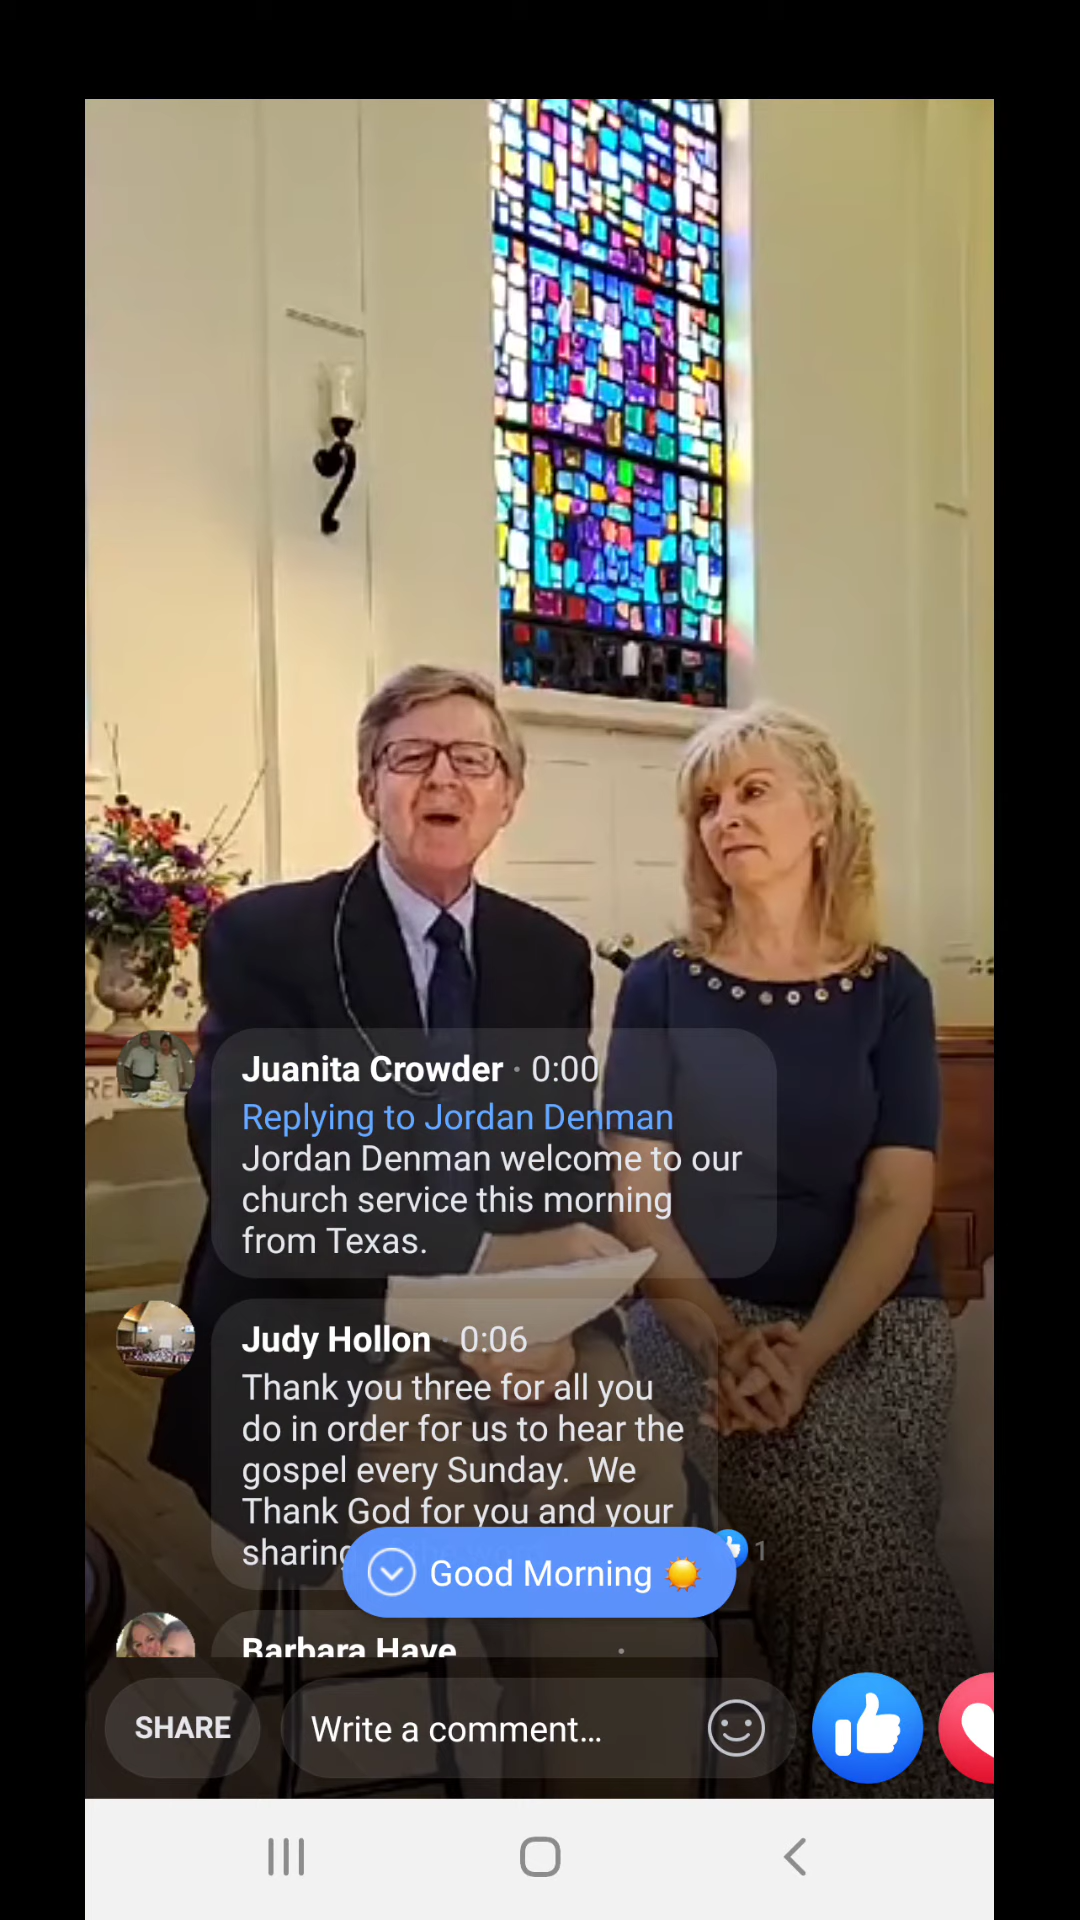 Juanita Crowder · 0:00
Replying to Jordan Denman
Jordan Denman welcome to our
church service this morning
from Texas.
Judy Hollon · 0:06
Thank you three for all you
do in order for us to hear the
gospel every Sunday. We
Thank God for you and your
sharing
1
Good Morning ☀️
Barbara Haye
SHARE
Write a comment...